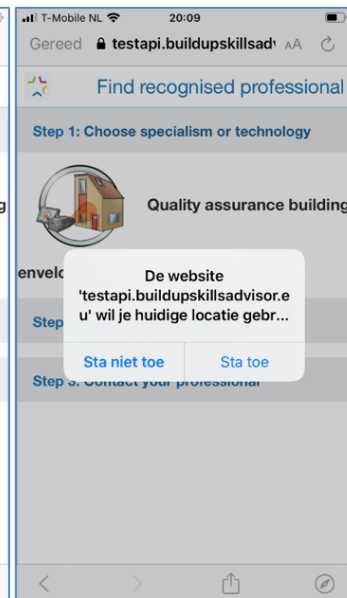 T-Mobile NL 20:09
Gereed testapi.buildupskillsadv AA
Find recognised professional
Step 1: Choose specialism or technology
g
Quality assurance building
envelo
De website
'testapi.buildupskillsadvisor.e
u' wil je huidige locatie gebr...
Step
Sta niet toe Sta toe
Step 3: Contact your professional